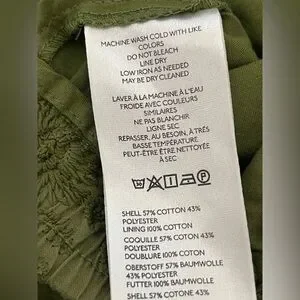 MACHINE WASH COLD WITH LIKE
COLORS
DO NOT BLEACH
LINE DRY
LOW IRON AS NEEDED
MAY BE DRY CLEANED
LAVER À LA MACHINE À L'EAU
FROIDE AVEC COULEURS
SIMILAIRES
NE PAS BLANCHIR
LIGNE SEC
REPASSER, AU BESOIN, À TRÈS
BASSE TEMPÉRATURE
PEUT-ÊTRE ÊTRE NETTOYÉE
À SEC
SHELL 57% COTTON 43%
POLYESTER
LINING 100% COTTON
COQUILLE 57% COTON 43%
POLYESTER
DOUBLURE 100% COTON
OBERSTOFF 57% BAUMWOLLE
43% POLYESTER
FUTTER 100% BAUMWOLLE
SHELL 57% COTONE 43%